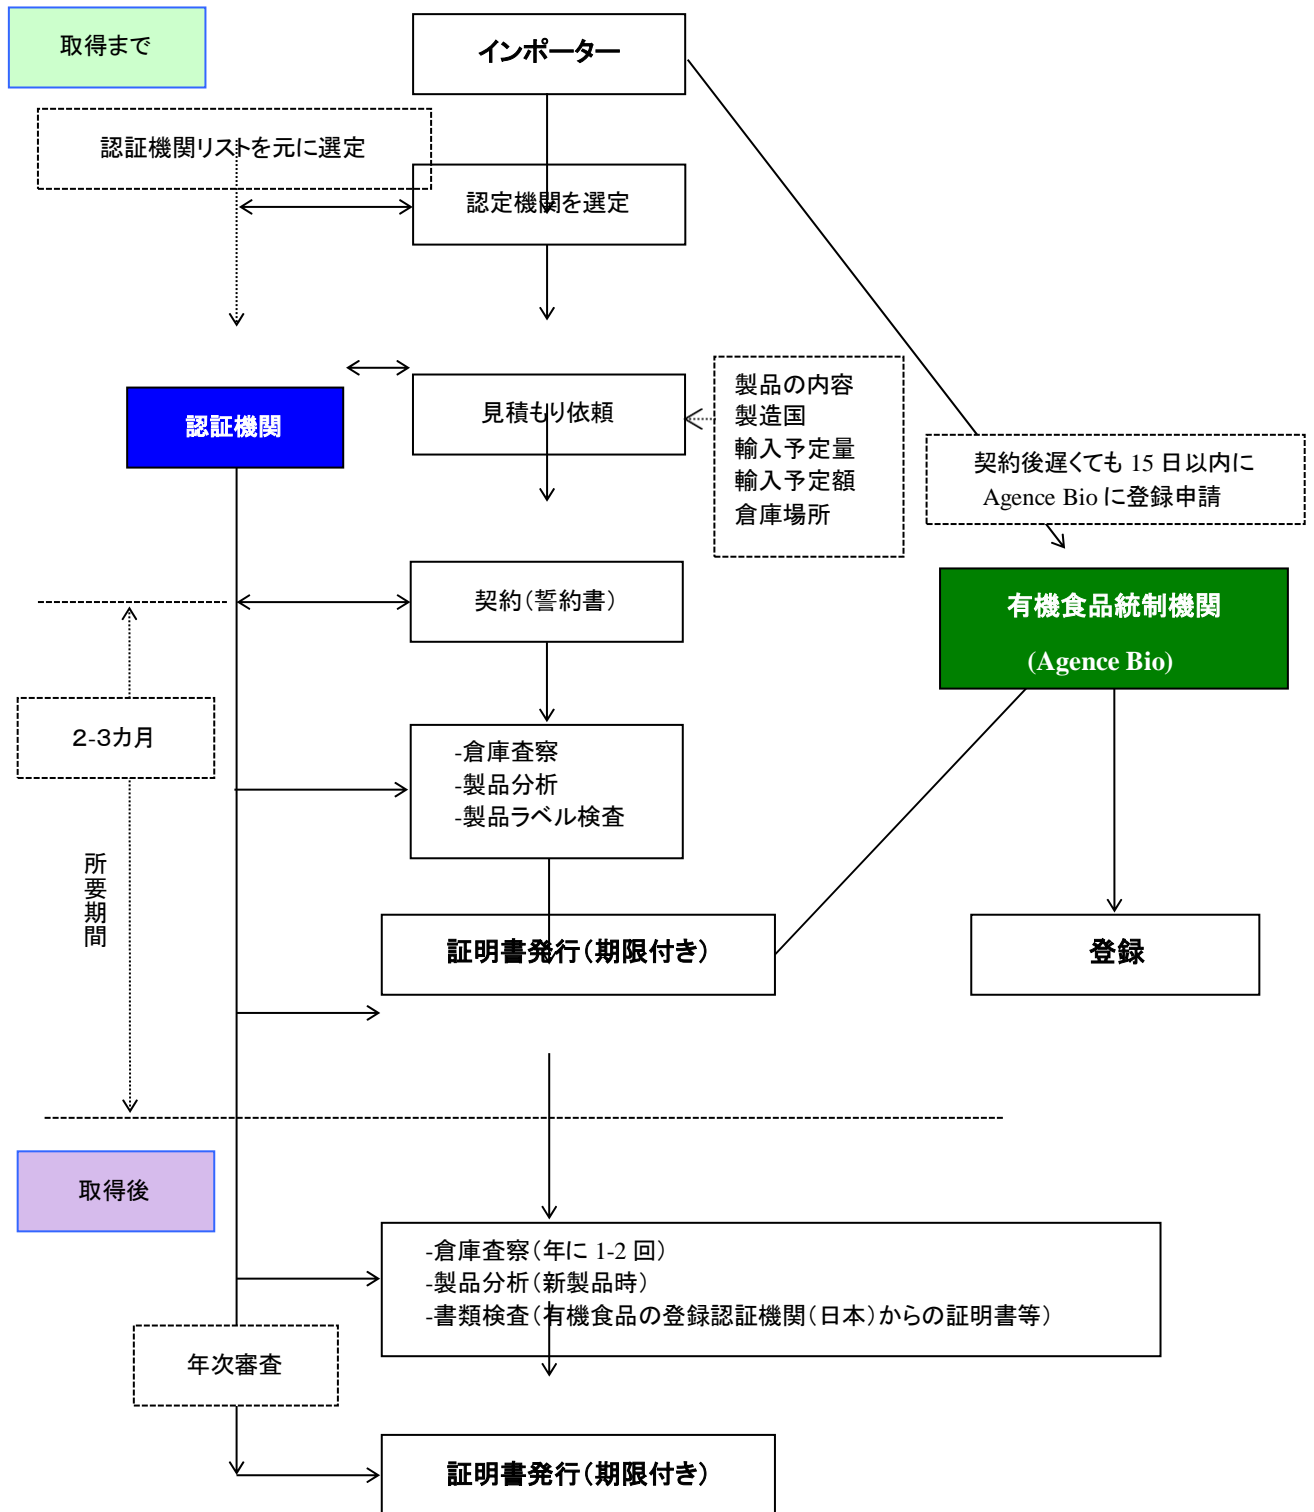 取得まで
インポーター
認証機関リストを元に選定
認定機関を選定
認証機関
見積もり依頼
製品の内容
製造国
輸入予定量
輸入予定額
倉庫場所
契約後遅くても 15 日以内に
Agence Bio に登録申請
契約（誓約書）
有機食品統制機関
(Agence Bio)
2-3カ月
-倉庫査察
-製品分析
-製品ラベル検査
所要期間
証明書発行（期限付き）
登録
取得後
-倉庫査察（年に 1-2 回）
-製品分析（新製品時）
-書類検査（有機食品の登録認証機関（日本）からの証明書等）
年次審査
証明書発行（期限付き）